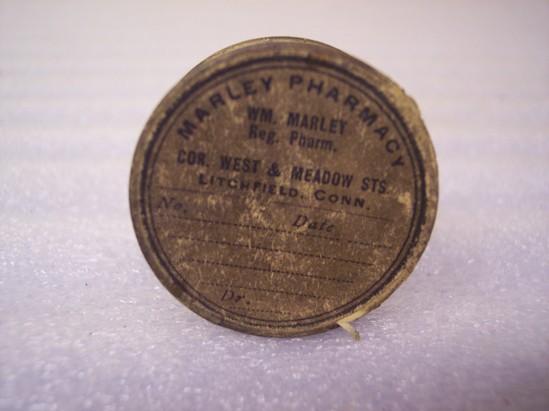 MARLEY PHARMACY
WM. MARLEY
Reg. Pharm.
COR. WEST & MEADOW STS.
LITCHFIELD, CONN.
No. Date
Dr.